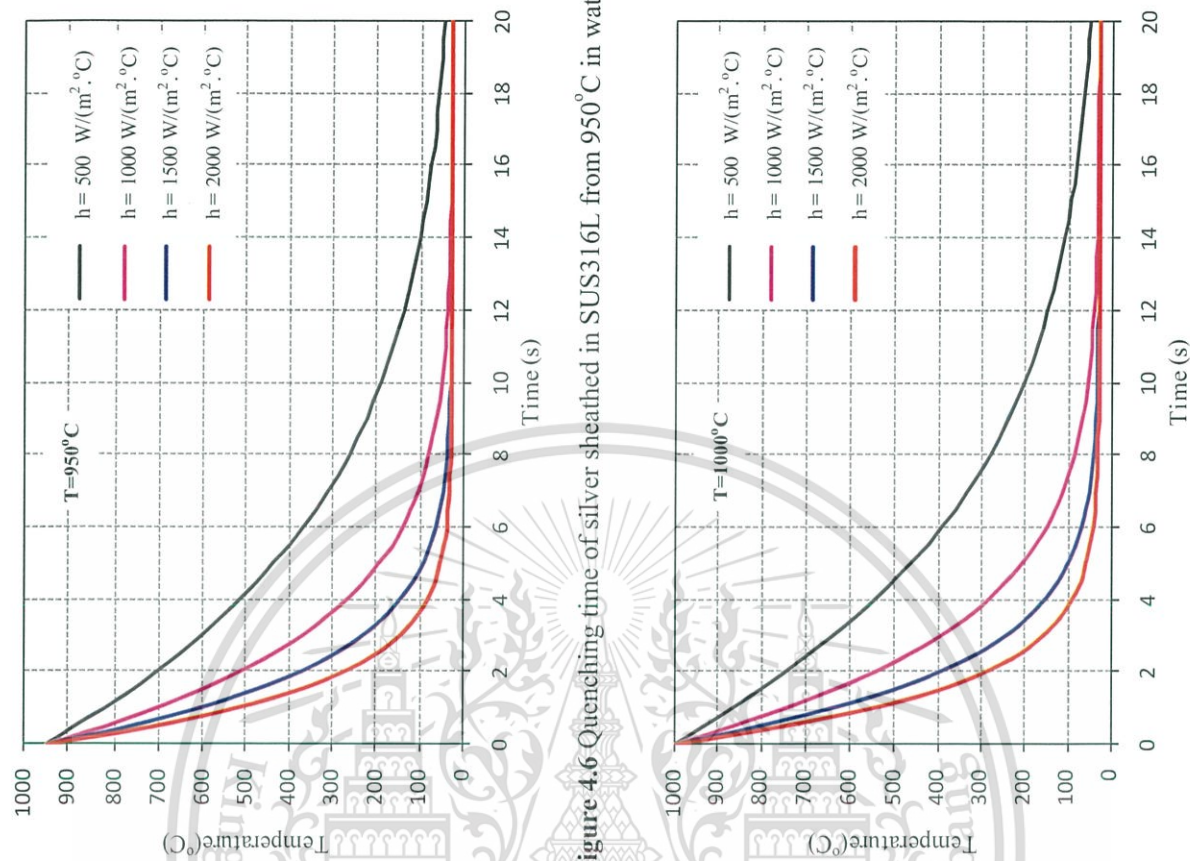 Temperature(°C)
1000
900
800
700
600
500
400
300
200
100
0
T=950°C
h = 500 W/(m².°C)
h = 1000 W/(m².°C)
h = 1500 W/(m².°C)
h = 2000 W/(m².°C)
0 2 4 6 8 10 12 14 16 18 20
Time (s)
igure 4.6 Quenching time of silver sheathed in SUS316L from 950°C in wat
Temperature(°C)
1000
900
800
700
600
500
400
300
200
100
0
T=1000°C
h = 500 W/(m².°C)
h = 1000 W/(m².°C)
h = 1500 W/(m².°C)
h = 2000 W/(m².°C)
0 2 4 6 8 10 12 14 16 18 20
Time (s)